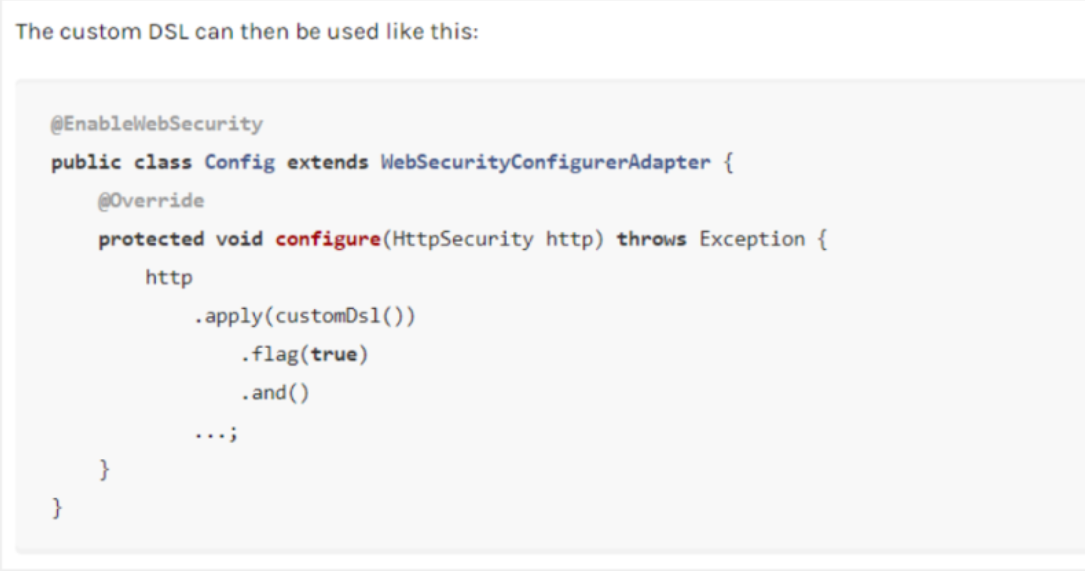 The custom DSL can then be used like this:
@EnableWebSecurity
public class Config extends WebSecurityConfigurerAdapter {
    @Override
    protected void configure(HttpSecurity http) throws Exception {
        http
            .apply(customDsl())
                .flag(true)
                .and()
            ...;
    }
}